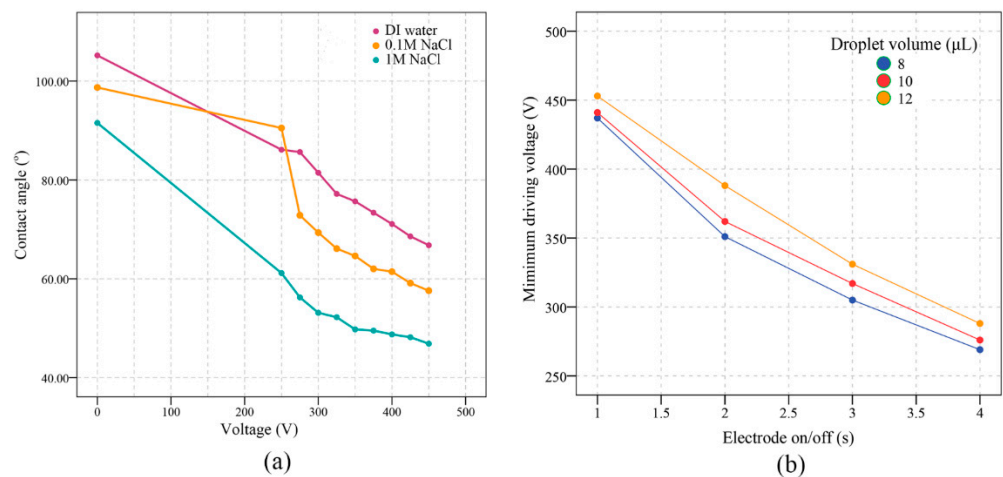 DI water
0.1M NaCl
1M NaCl
100.00
80.00
60.00
40.00
Contact angle (°)
0 100 200 300 400 500
Voltage (V)
(a)
Droplet volume (μL)
8
10
12
500
450
400
350
300
250
Mimimum driving voltage (V)
1 1.5 2 2.5 3 3.5 4
Electrode on/off (s)
(b)